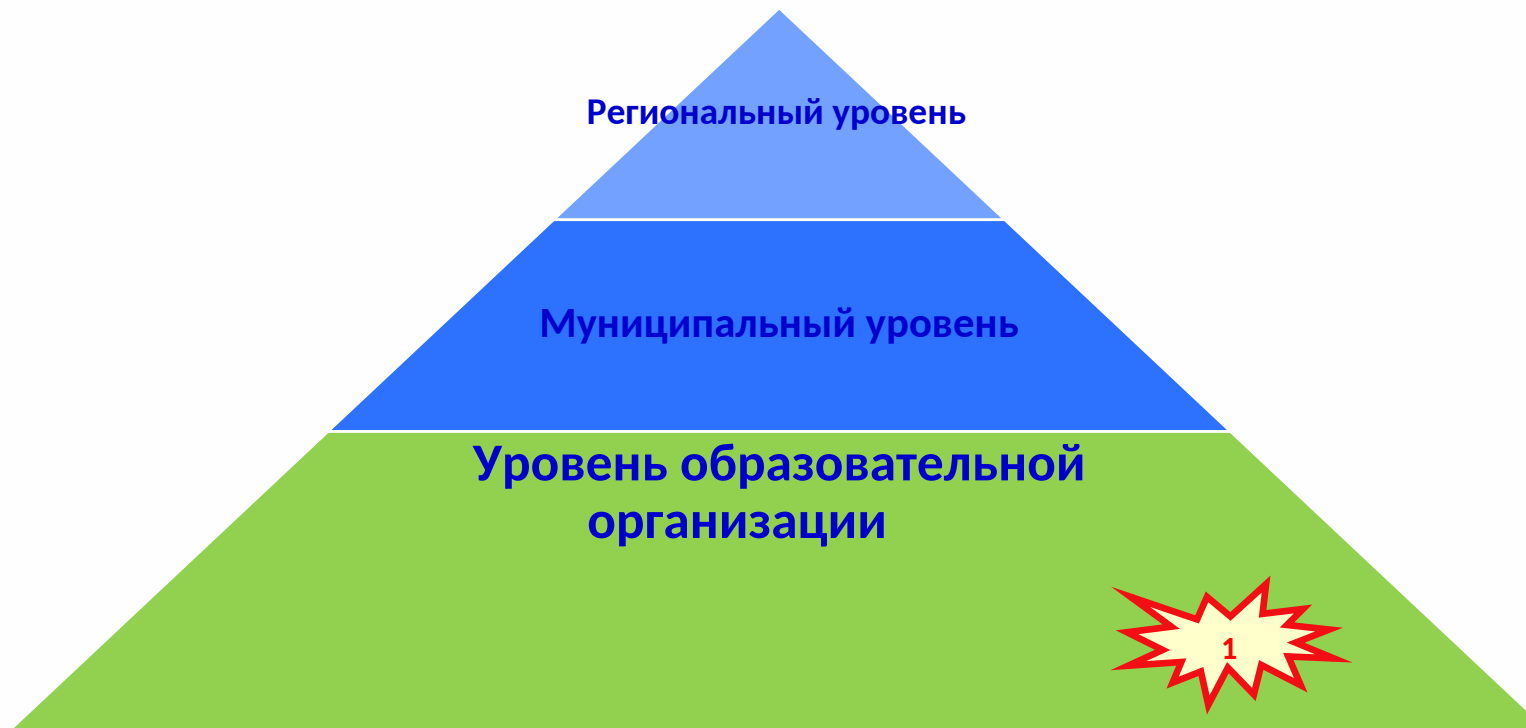 Региональный уровень
Муниципальный уровень
Уровень образовательной
организации
1